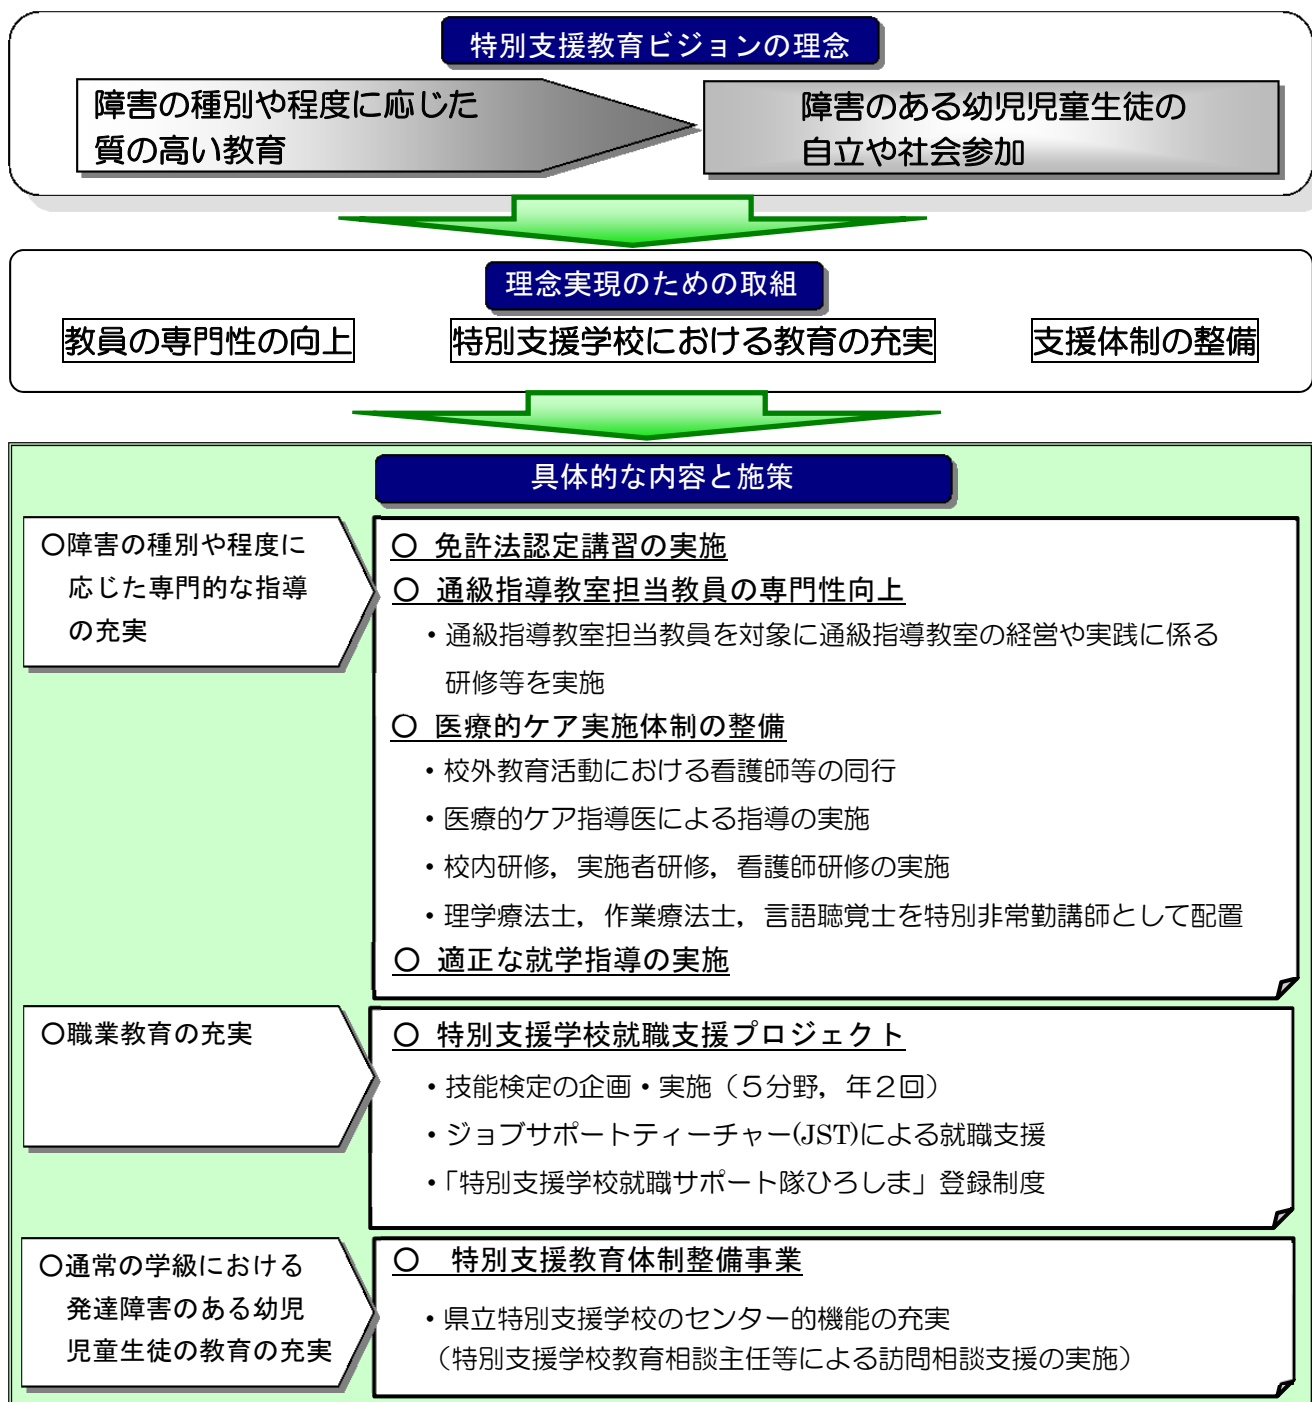 特別支援教育ビジョンの理念
障害の種別や程度に応じた
質の高い教育
障害のある幼児児童生徒の
自立や社会参加
理念実現のための取組
教員の専門性の向上
特別支援学校における教育の充実
支援体制の整備
具体的な内容と施策
○障害の種別や程度に
応じた専門的な指導
の充実
○ 免許法認定講習の実施
○ 通級指導教室担当教員の専門性向上
・通級指導教室担当教員を対象に通級指導教室の経営や実践に係る
研修等を実施
○ 医療的ケア実施体制の整備
・校外教育活動における看護師等の同行
・医療的ケア指導医による指導の実施
・校内研修，実施者研修，看護師研修の実施
・理学療法士，作業療法士，言語聴覚士を特別非常勤講師として配置
○ 適正な就学指導の実施
○職業教育の充実
○ 特別支援学校就職支援プロジェクト
・技能検定の企画・実施（５分野，年２回）
・ジョブサポートティーチャー(JST)による就職支援
・「特別支援学校就職サポート隊ひろしま」登録制度
○通常の学級における
発達障害のある幼児
児童生徒の教育の充実
○ 特別支援教育体制整備事業
・県立特別支援学校のセンター的機能の充実
（特別支援学校教育相談主任等による訪問相談支援の実施）